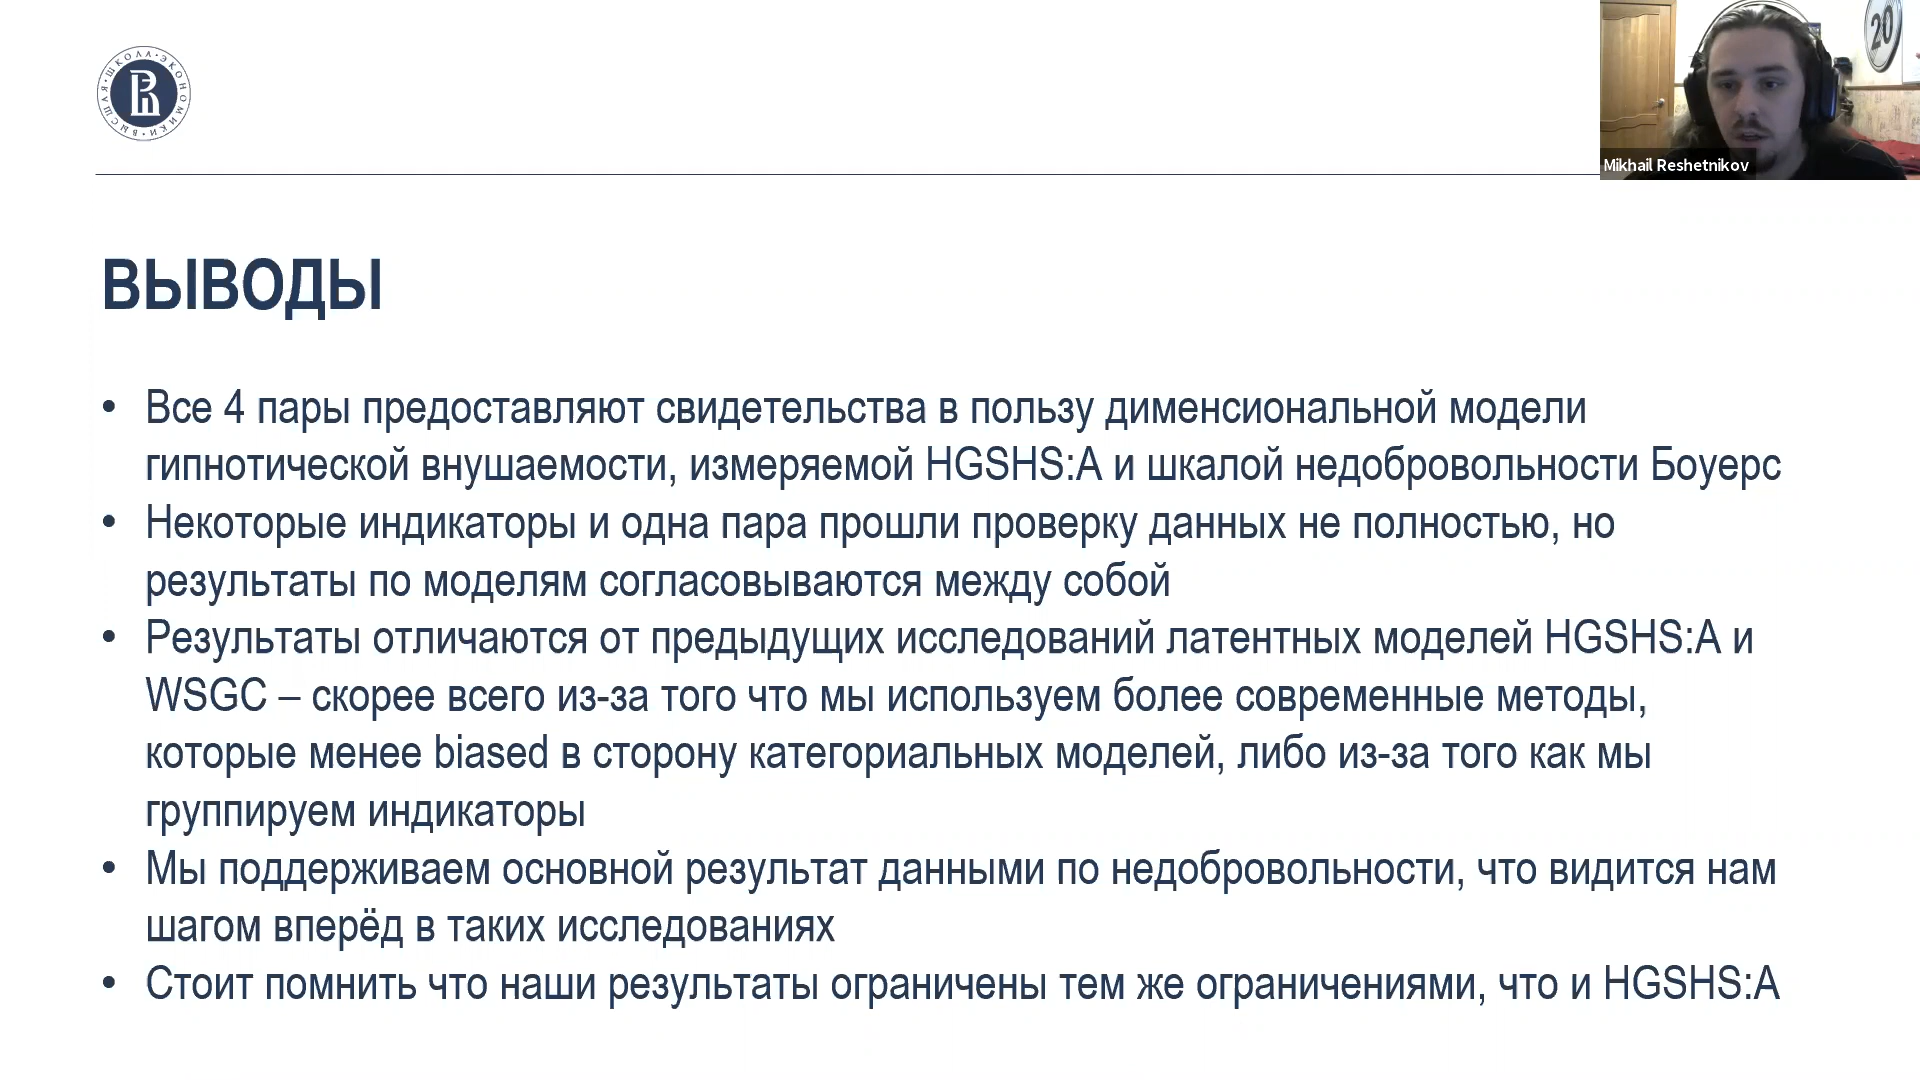 ВЫСШАЯ ШКОЛА ЭКОНОМИКИ
20
Mikhail Reshetnikov
ВЫВОДЫ
• Все 4 пары предоставляют свидетельства в пользу дименсиональной модели
гипнотической внушаемости, измеряемой HGSHS:A и шкалой недобровольности Боуерс
• Некоторые индикаторы и одна пара прошли проверку данных не полностью, но
результаты по моделям согласовываются между собой
• Результаты отличаются от предыдущих исследований латентных моделей HGSHS:A и
WSGC – скорее всего из-за того что мы используем более современные методы,
которые менее biased в сторону категориальных моделей, либо из-за того как мы
группируем индикаторы
• Мы поддерживаем основной результат данными по недобровольности, что видится нам
шагом вперёд в таких исследованиях
• Стоит помнить что наши результаты ограничены тем же ограничениями, что и HGSHS:A